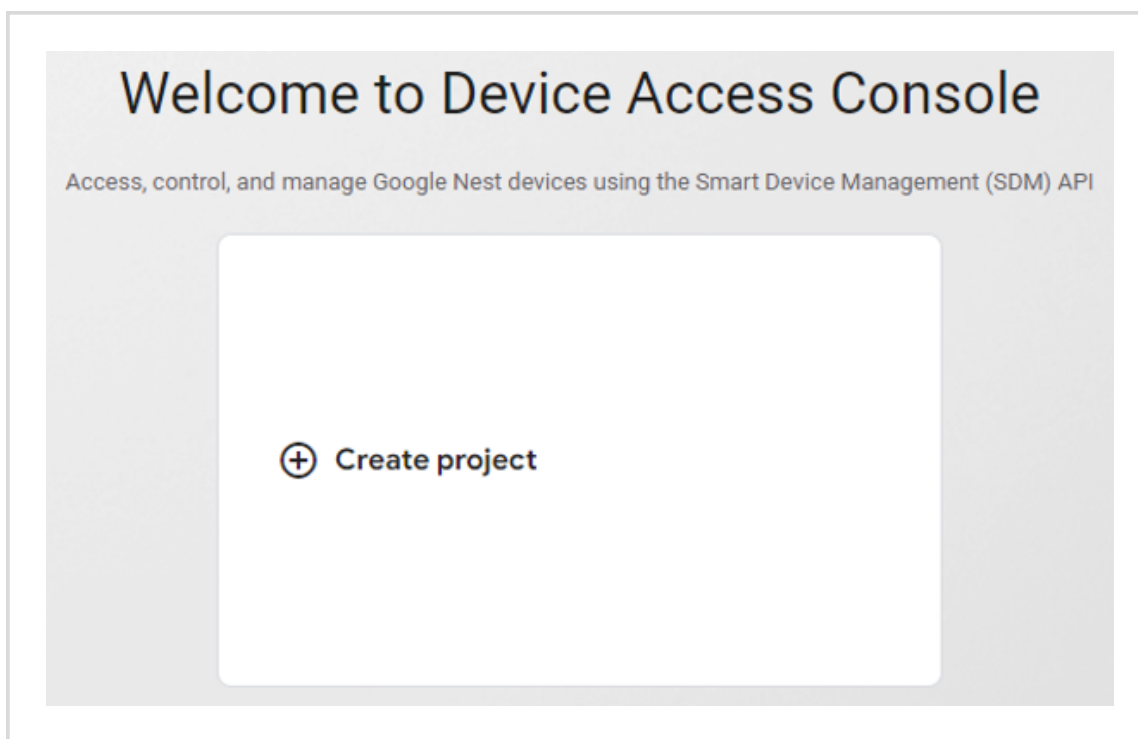 Welcome to Device Access Console
Access, control, and manage Google Nest devices using the Smart Device Management (SDM) API
Create project